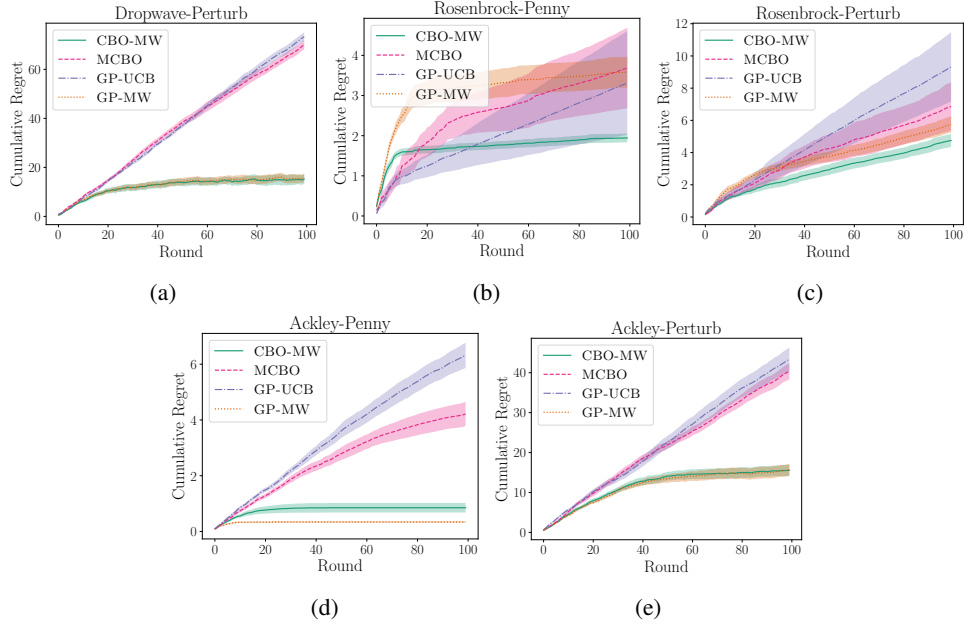 Dropwave-Perturb
CBO-MW
MCBO
GP-UCB
GP-MW
Cumulative Regret
60
40
20
0
0 20 40 60 80 100
Round
(a)
Rosenbrock-Penny
CBO-MW
MCBO
GP-UCB
GP-MW
Cumulative Regret
4
3
2
1
0
0 20 40 60 80 100
Round
(b)
Rosenbrock-Perturb
CBO-MW
MCBO
GP-UCB
GP-MW
Cumulative Regret
12
10
8
6
4
2
0
0 20 40 60 80 100
Round
(c)
Ackley-Penny
CBO-MW
MCBO
GP-UCB
GP-MW
Cumulative Regret
6
4
2
0
0 20 40 60 80 100
Round
(d)
Ackley-Perturb
CBO-MW
MCBO
GP-UCB
GP-MW
Cumulative Regret
40
30
20
10
0
0 20 40 60 80 100
Round
(e)